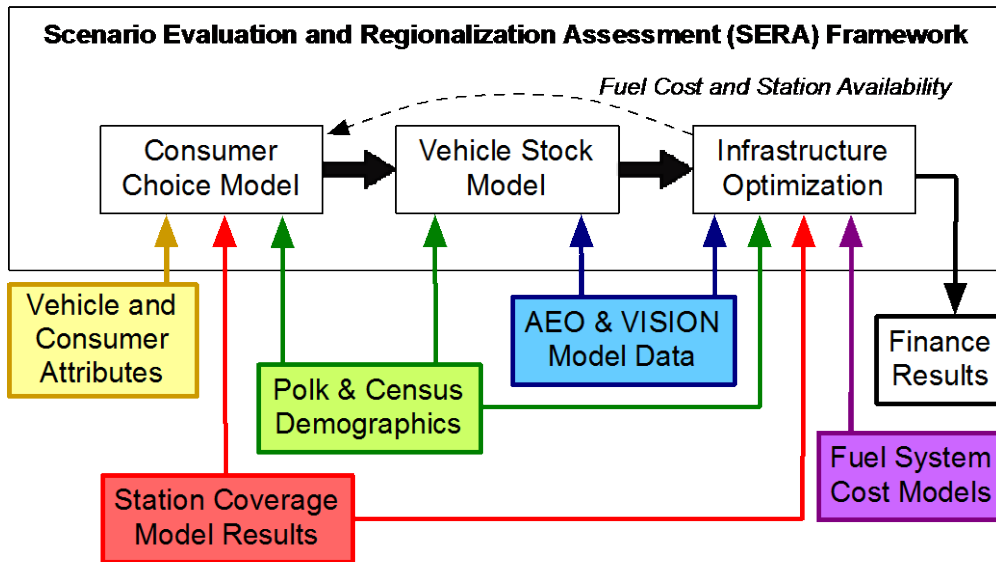 Scenario Evaluation and Regionalization Assessment (SERA) Framework
Fuel Cost and Station Availability
Consumer
Choice Model
Vehicle Stock
Model
Infrastructure
Optimization
Vehicle and
Consumer
Attributes
AEO & VISION
Model Data
Finance
Results
Polk & Census
Demographics
Station Coverage
Model Results
Fuel System
Cost Models